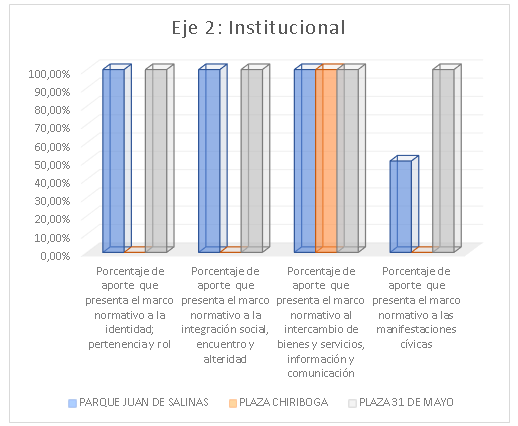 Eje 2: Institucional
100,00%
90,00%
80,00%
70,00%
60,00%
50,00%
40,00%
30,00%
20,00%
10,00%
0,00%
Porcentaje de
aporte que
presenta el marco
normativo a la
identidad;
pertenencia y rol
Porcentaje de
aporte que
presenta el marco
normativo a la
integración social,
encuentro y
alteridad
Porcentaje de
aporte que
presenta el marco
normativo al
intercambio de
bienes y servicios,
información y
comunicación
Porcentaje de
aporte que
presenta el marco
normativo a las
manifestaciones
cívicas
PARQUE JUAN DE SALINAS
PLAZA CHIRIBOGA
PLAZA 31 DE MAYO